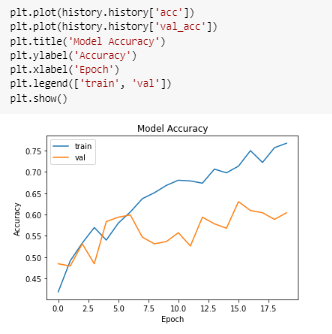 plt.plot(history.history['acc'])
plt.plot(history.history['val_acc'])
plt.title('Model Accuracy')
plt.ylabel('Accuracy')
plt.xlabel('Epoch')
plt.legend(['train', 'val'])
plt.show()
Model Accuracy
train
val
0.75
0.70
0.65
0.60
0.55
0.50
0.45
Accuracy
0.0 2.5 5.0 7.5 10.0 12.5 15.0 17.5
Epoch